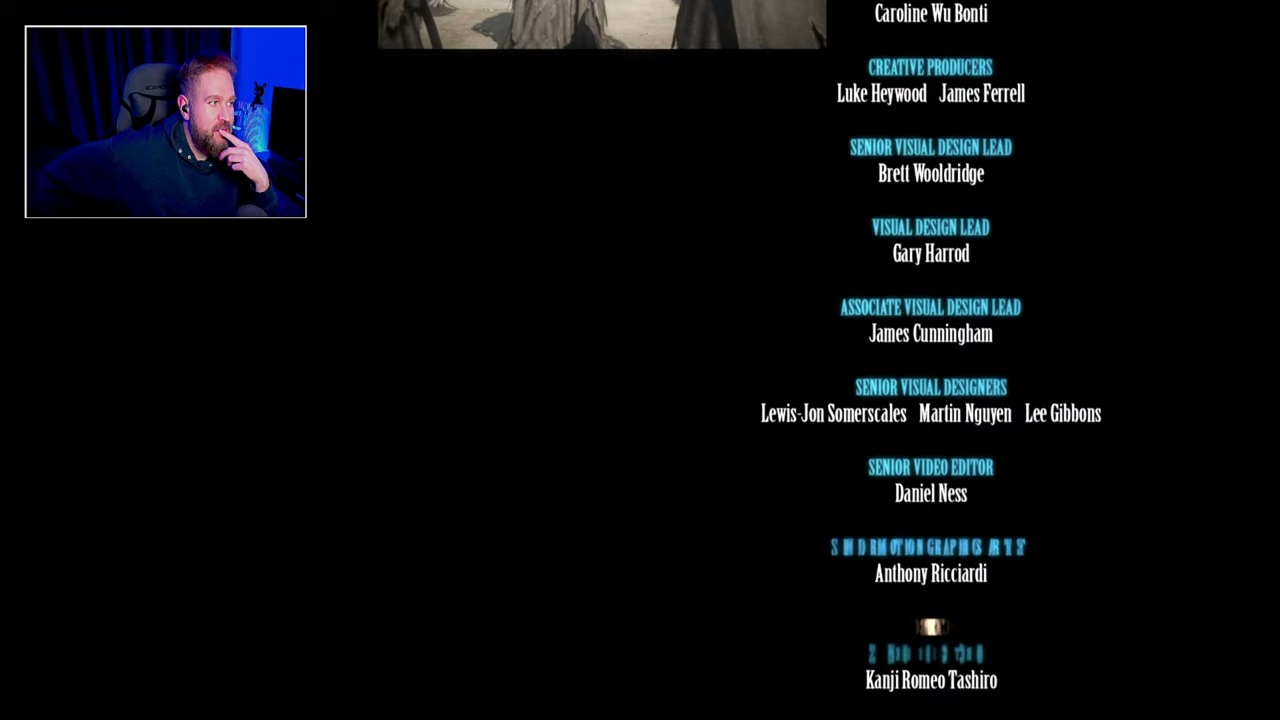 Caroline Wu Bonti
CREATIVE PRODUCERS
Luke Heywood James Ferrell
SENIOR VISUAL DESIGN LEAD
Brett Wooldridge
VISUAL DESIGN LEAD
Gary Harrod
ASSOCIATE VISUAL DESIGN LEAD
James Cunningham
SENIOR VISUAL DESIGNERS
Lewis-Jon Somerscales Martin Nguyen Lee Gibbons
SENIOR VIDEO EDITOR
Daniel Ness
MOTION GRAPHICS
Anthony Ricciardi
Kanji Romeo Tashiro